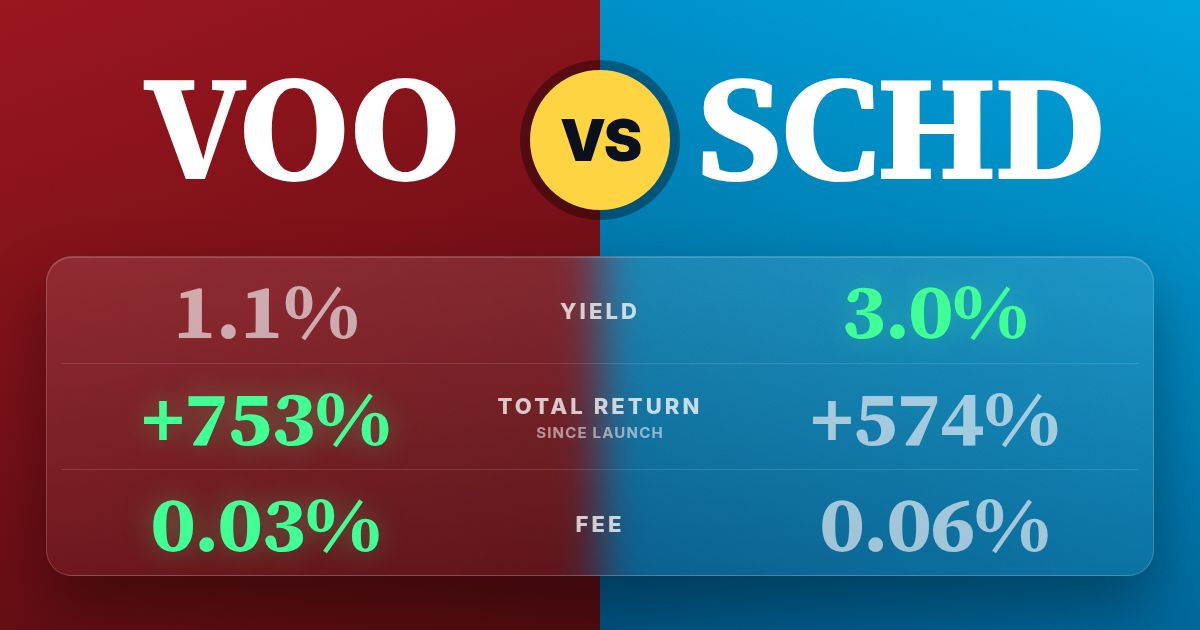 VOO VS SCHD
1.1% YIELD 3.0%
+753% TOTAL RETURN +574%
SINCE LAUNCH
0.03% FEE 0.06%